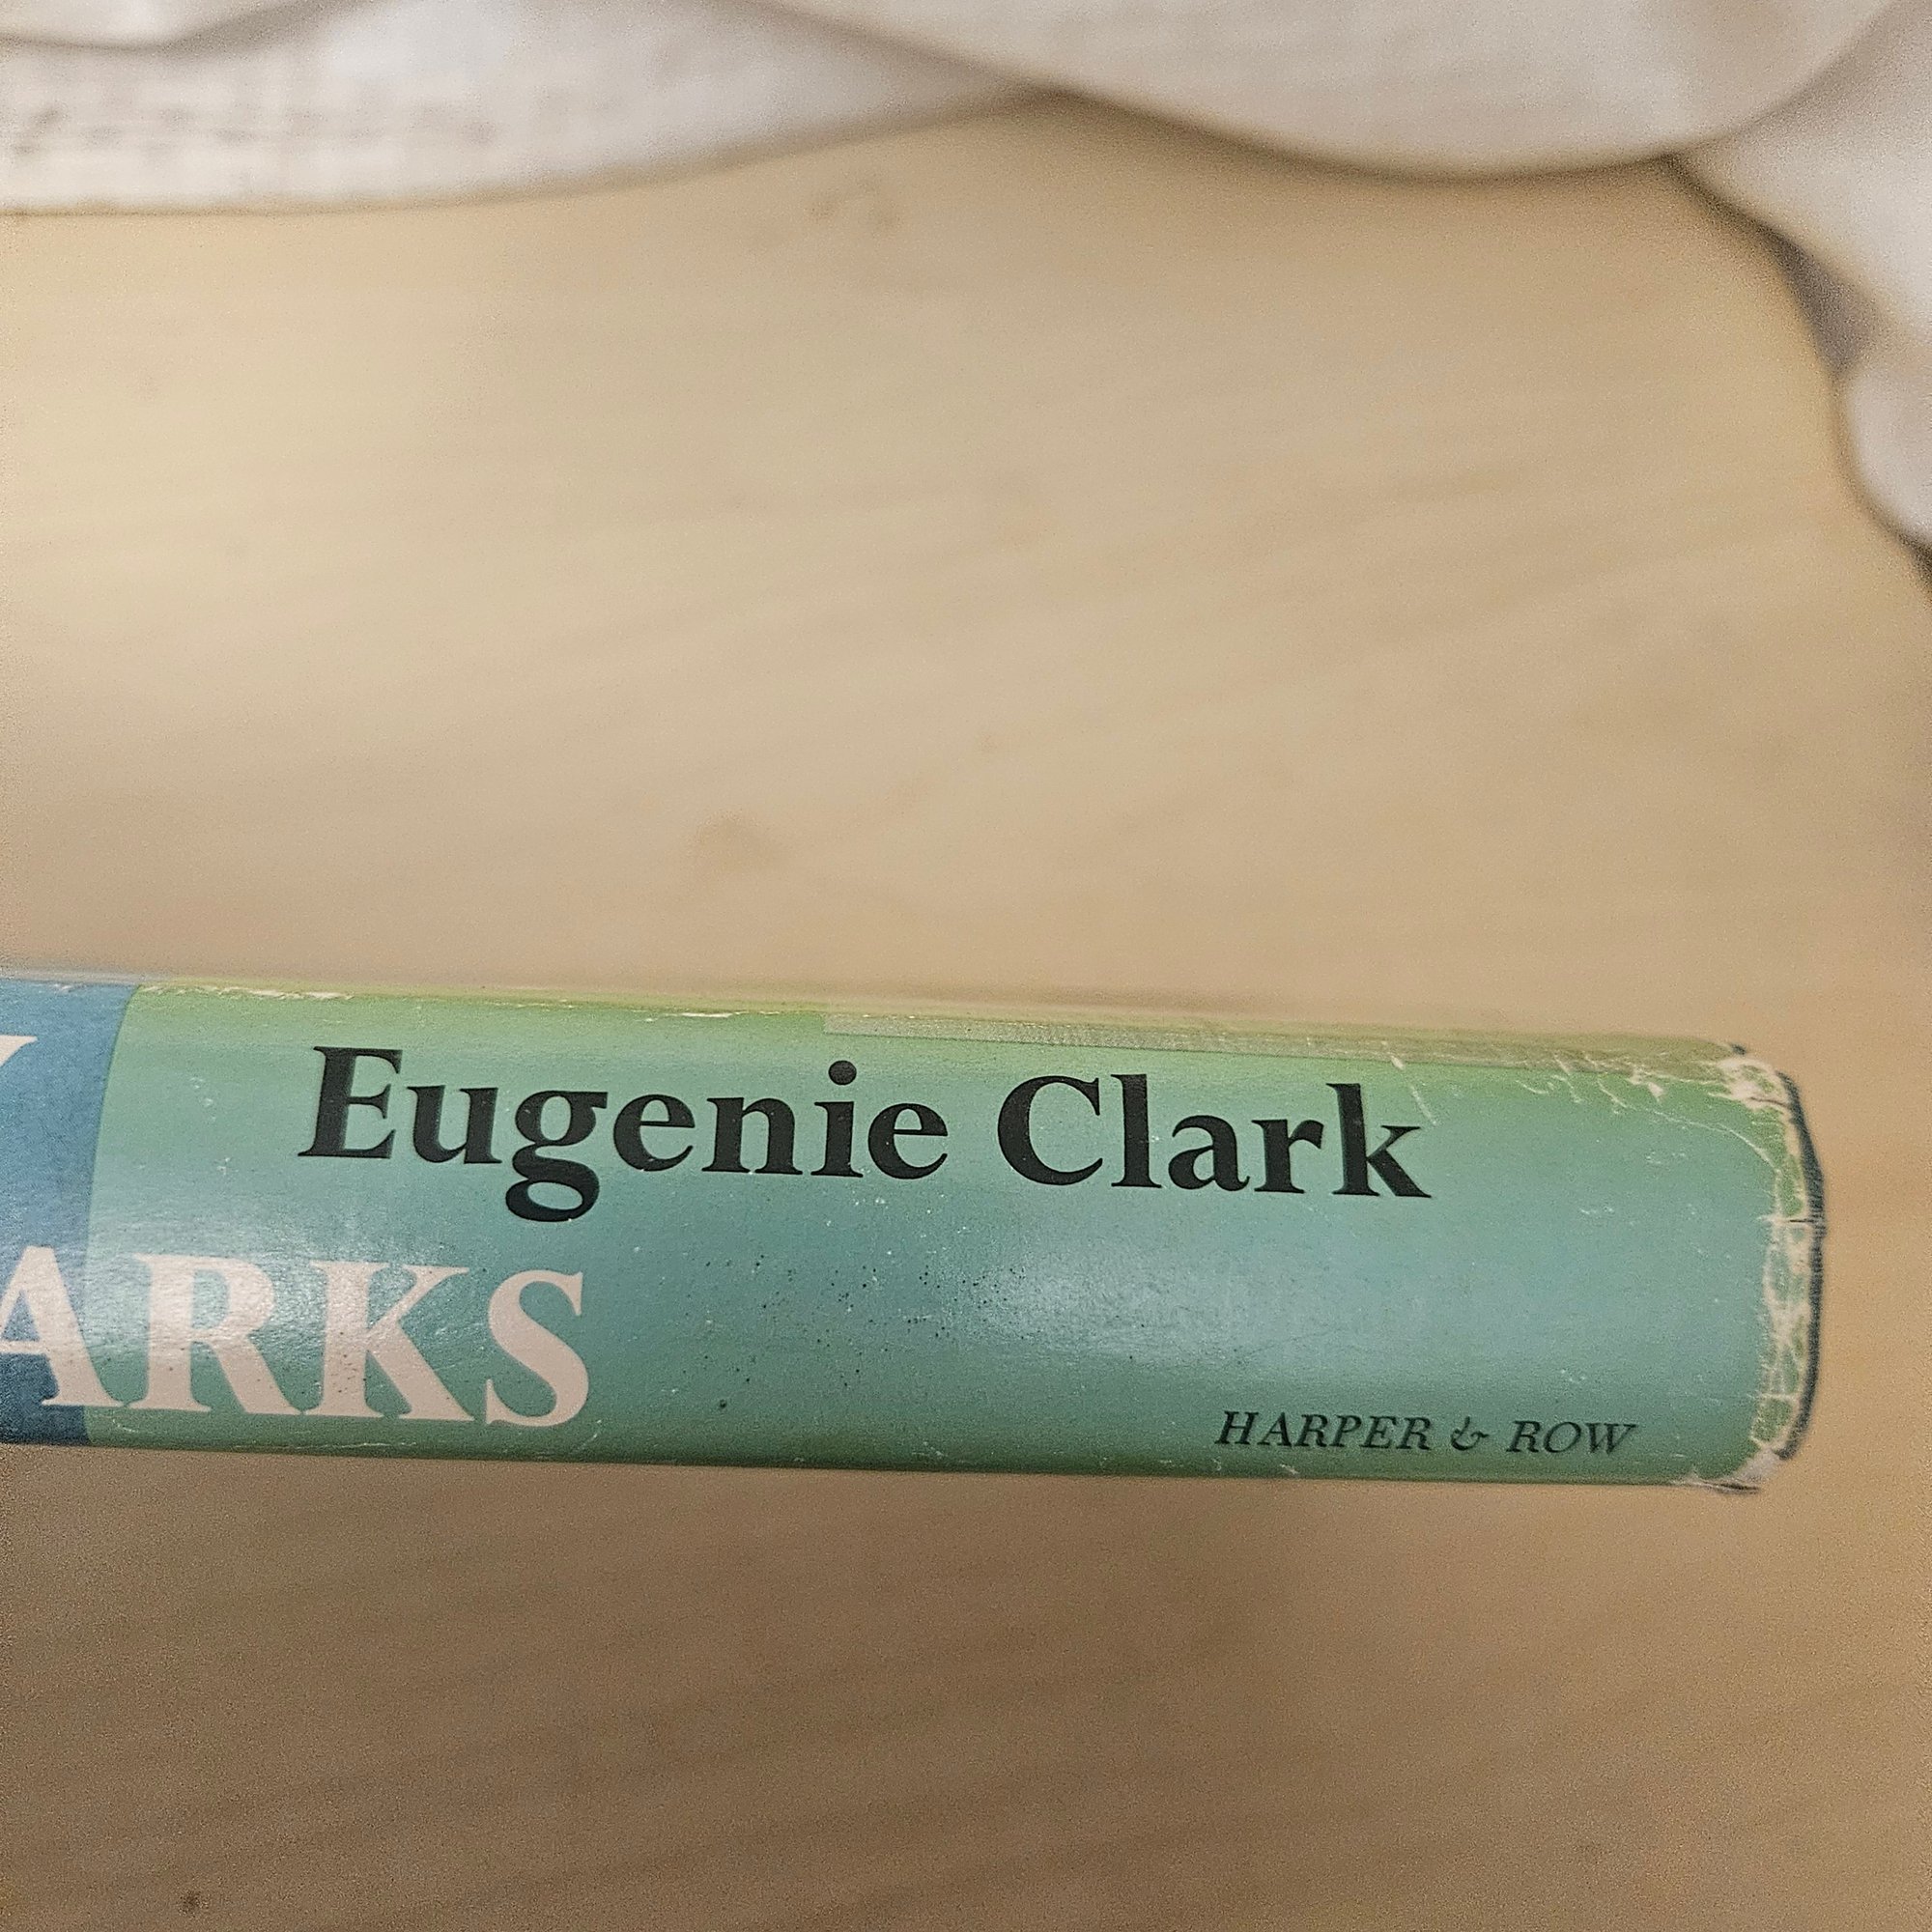 Y
Eugenie Clark
ARKS
HARPER & ROW